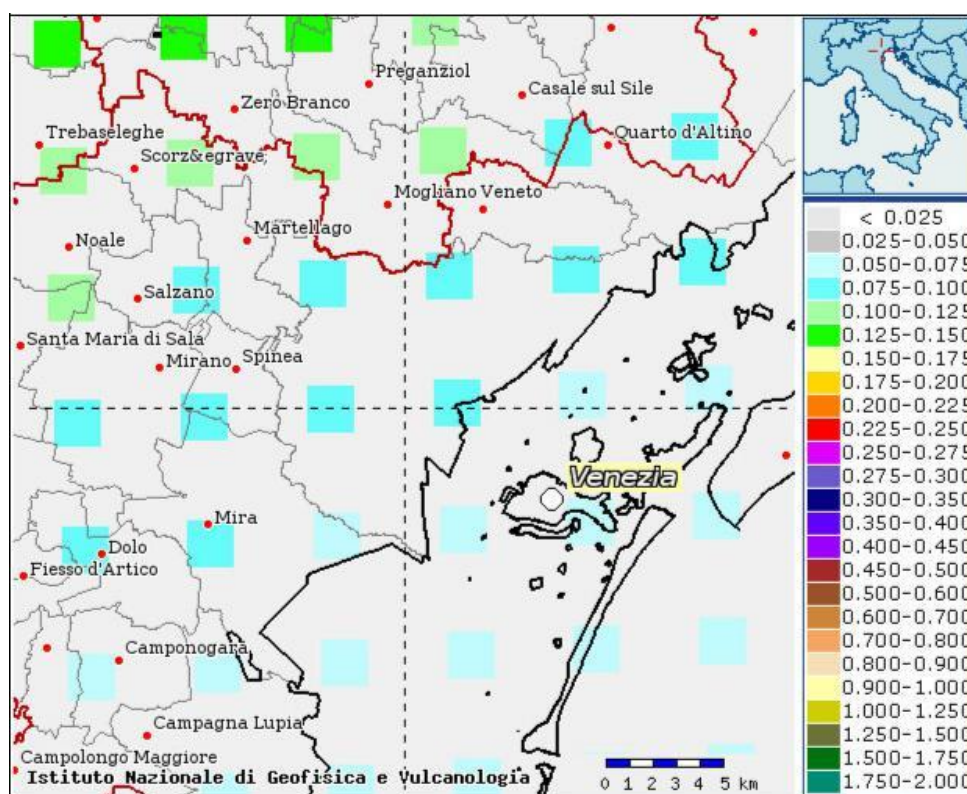 Preganziol
Casale sul Sile
Zero Branco
Trebaseleghe
Quarto d'Altino
Scorz&egrave;
Mogliano Veneto
Martellago
Noale
Salzano
Santa Maria di Sala
Mirano
Spinea
Venezia
Mira
Dolo
Fiesso d'Artico
Camponogara
Campagna Lupia
Campolongo Maggiore
Istituto Nazionale di Geofisica e Vulcanologia
0 1 2 3 4 5 km
< 0.025
0.025-0.050
0.050-0.075
0.075-0.100
0.100-0.125
0.125-0.150
0.150-0.175
0.175-0.200
0.200-0.225
0.225-0.250
0.250-0.275
0.275-0.300
0.300-0.350
0.350-0.400
0.400-0.450
0.450-0.500
0.500-0.600
0.600-0.700
0.700-0.800
0.800-0.900
0.900-1.000
1.000-1.250
1.250-1.500
1.500-1.750
1.750-2.000